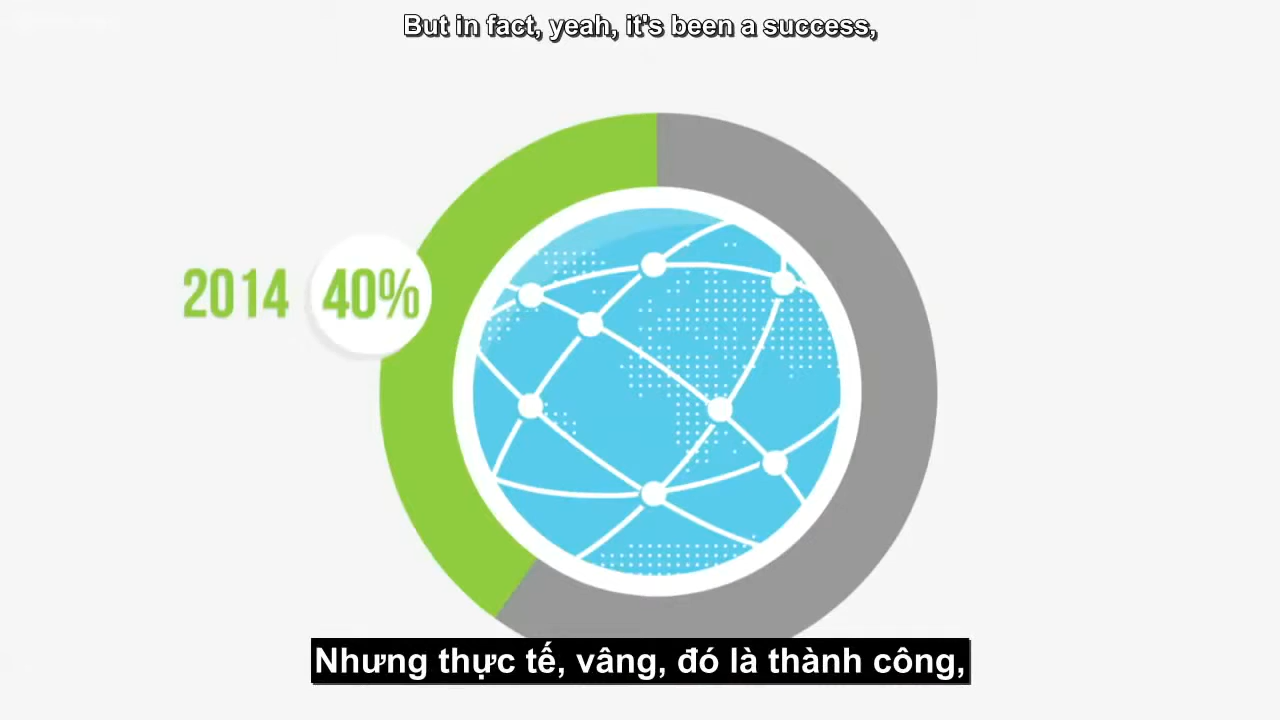 But in fact, yeah, it's been a success,
2014 40%
Nhưng thực tế, vâng, đó là thành công,